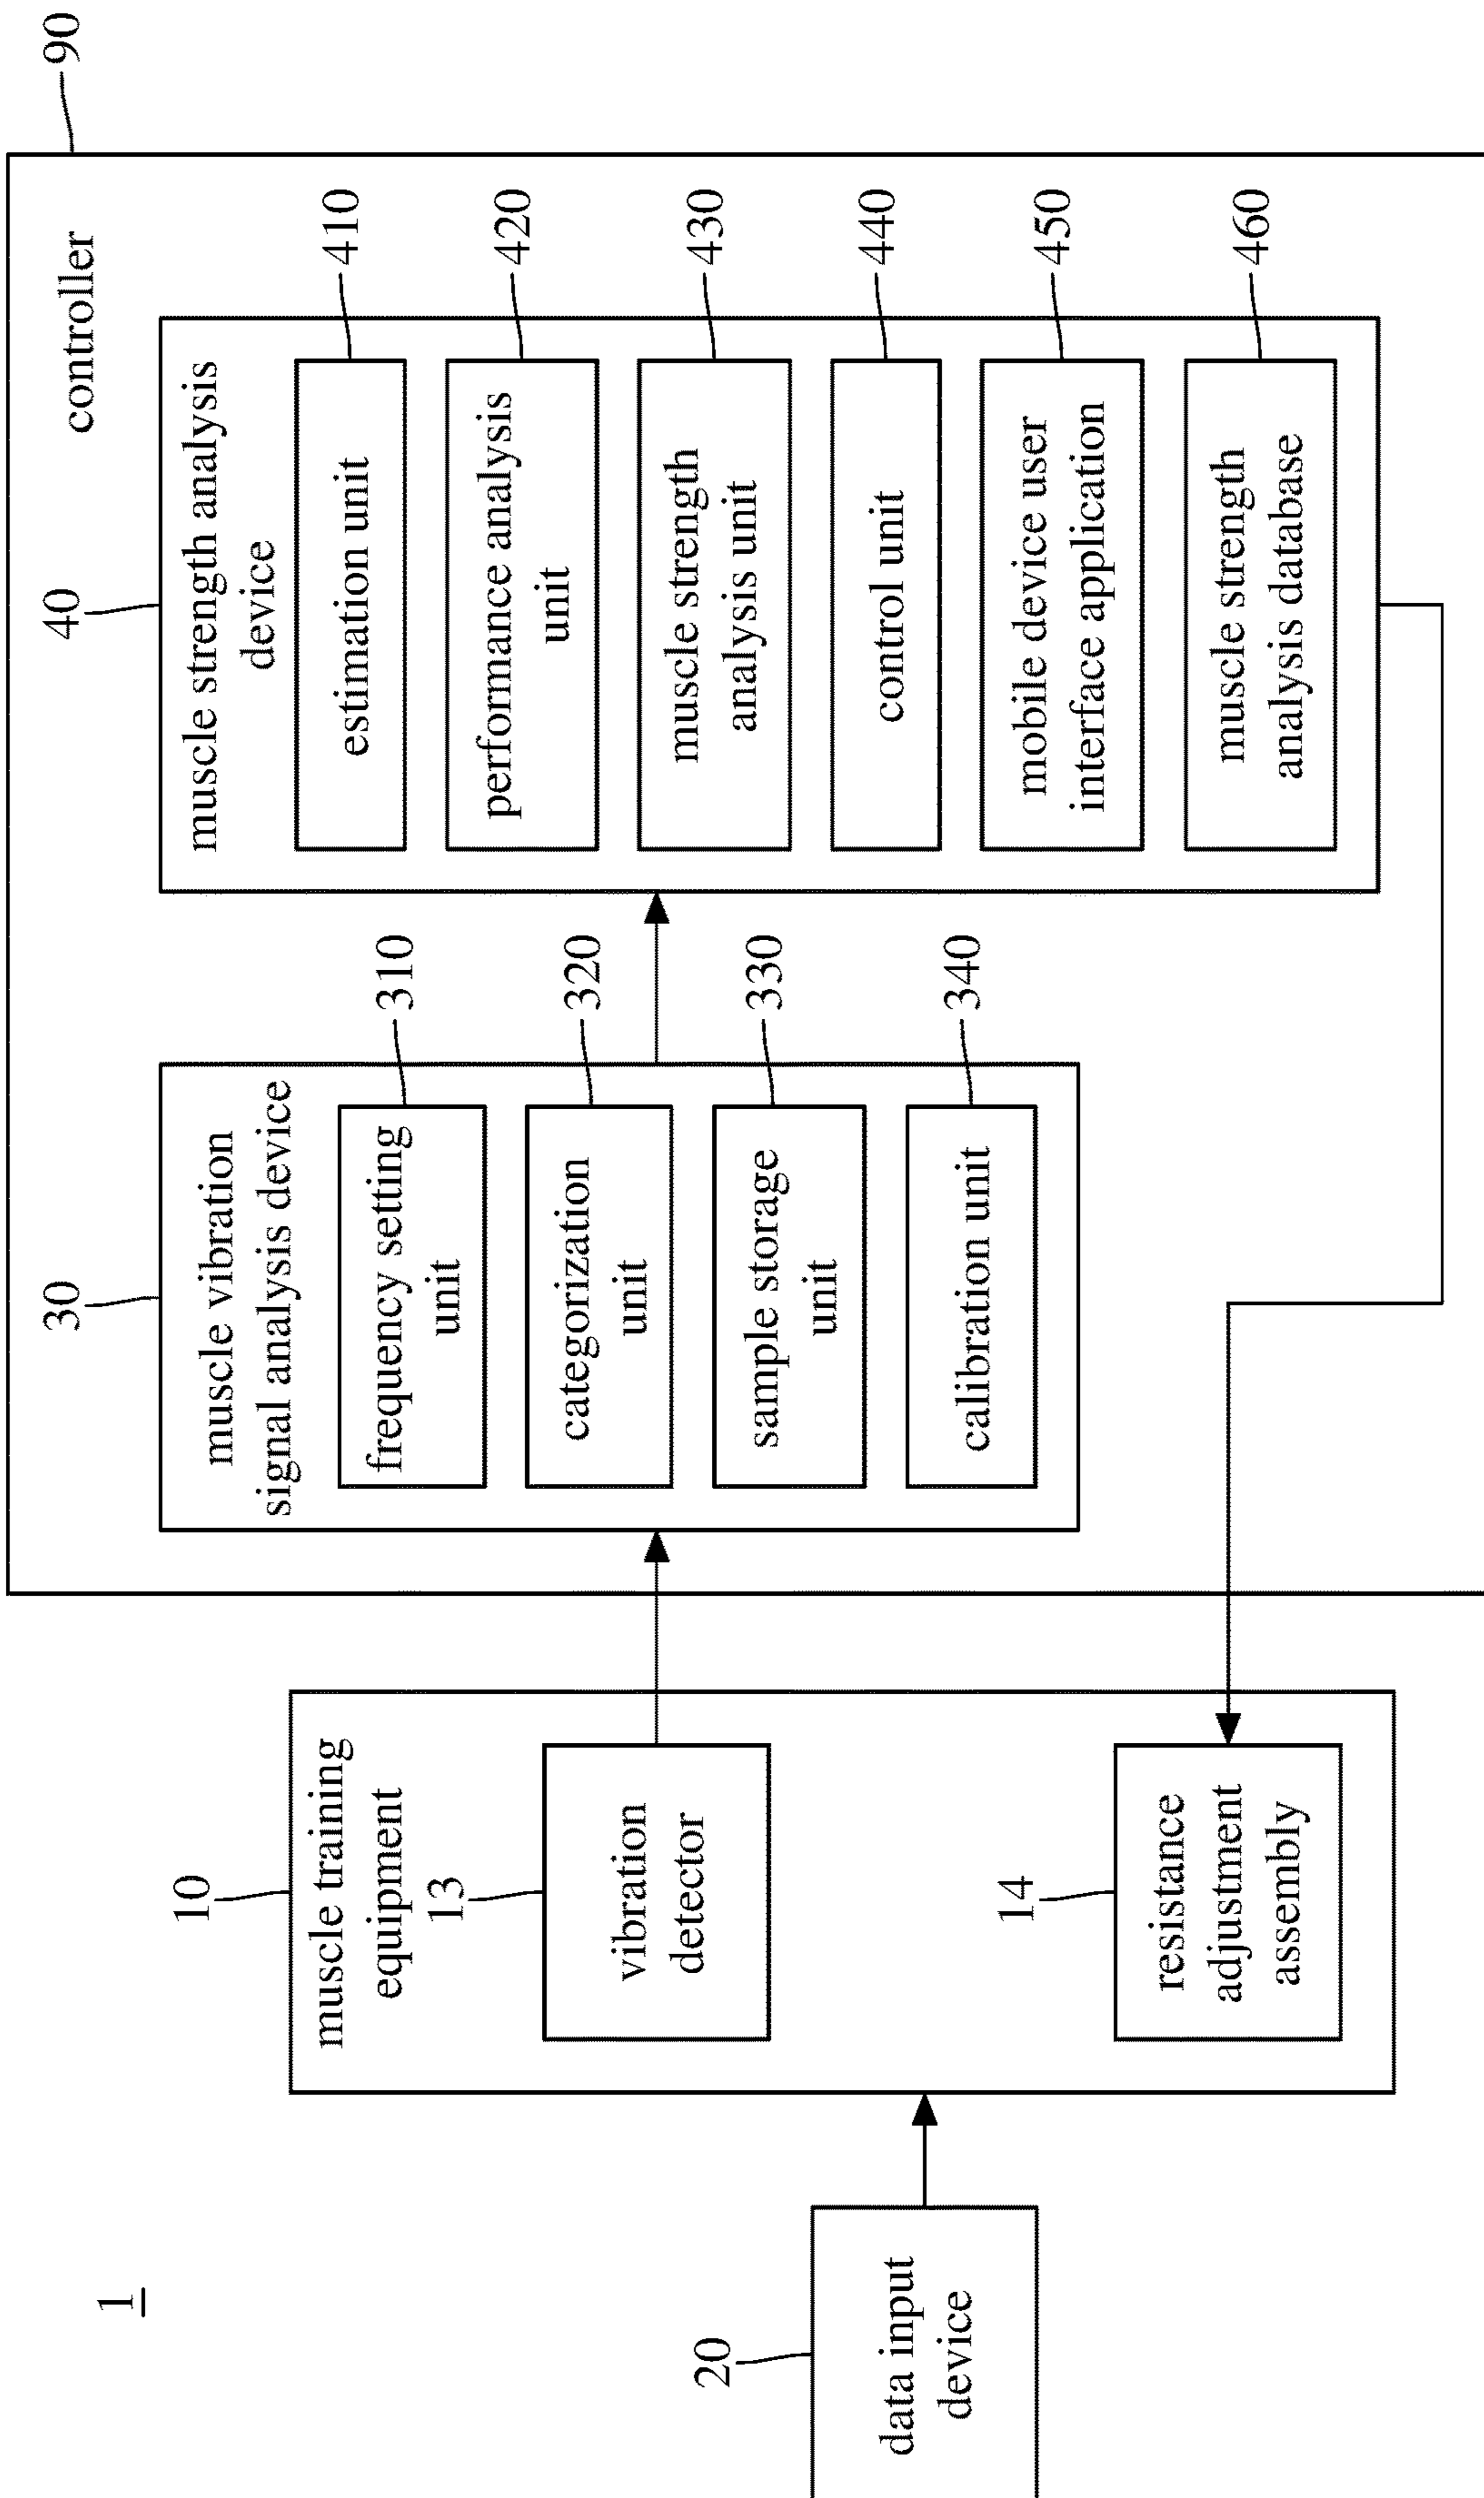 1
20
data input
device
10
muscle training
equipment
13
vibration
detector
14
resistance
adjustment
assembly
90
controller
30
muscle vibration
signal analysis device
frequency setting
unit
310
categorization
unit
320
sample storage
unit
330
calibration unit
340
40
muscle strength analysis
device
estimation unit
410
performance analysis
unit
420
muscle strength
analysis unit
430
control unit
440
mobile device user
interface application
450
muscle strength
analysis database
460